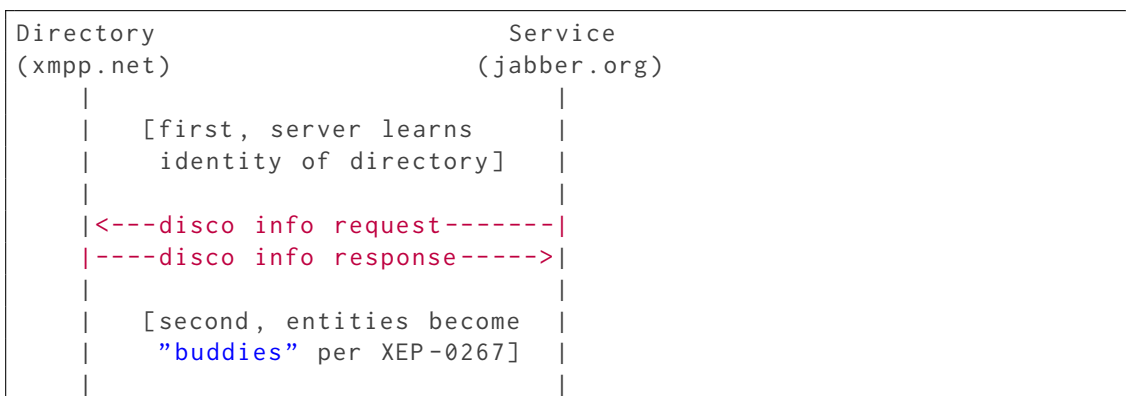 Directory                      Service
(xmpp.net)                   (jabber.org)
    |                             |
    |   [first, server learns     |
    |    identity of directory]   |
    |                             |
    |<---disco info request-------|
    |----disco info response----->|
    |                             |
    |   [second, entities become  |
    |    ”buddies” per XEP-0267]  |
    |                             |